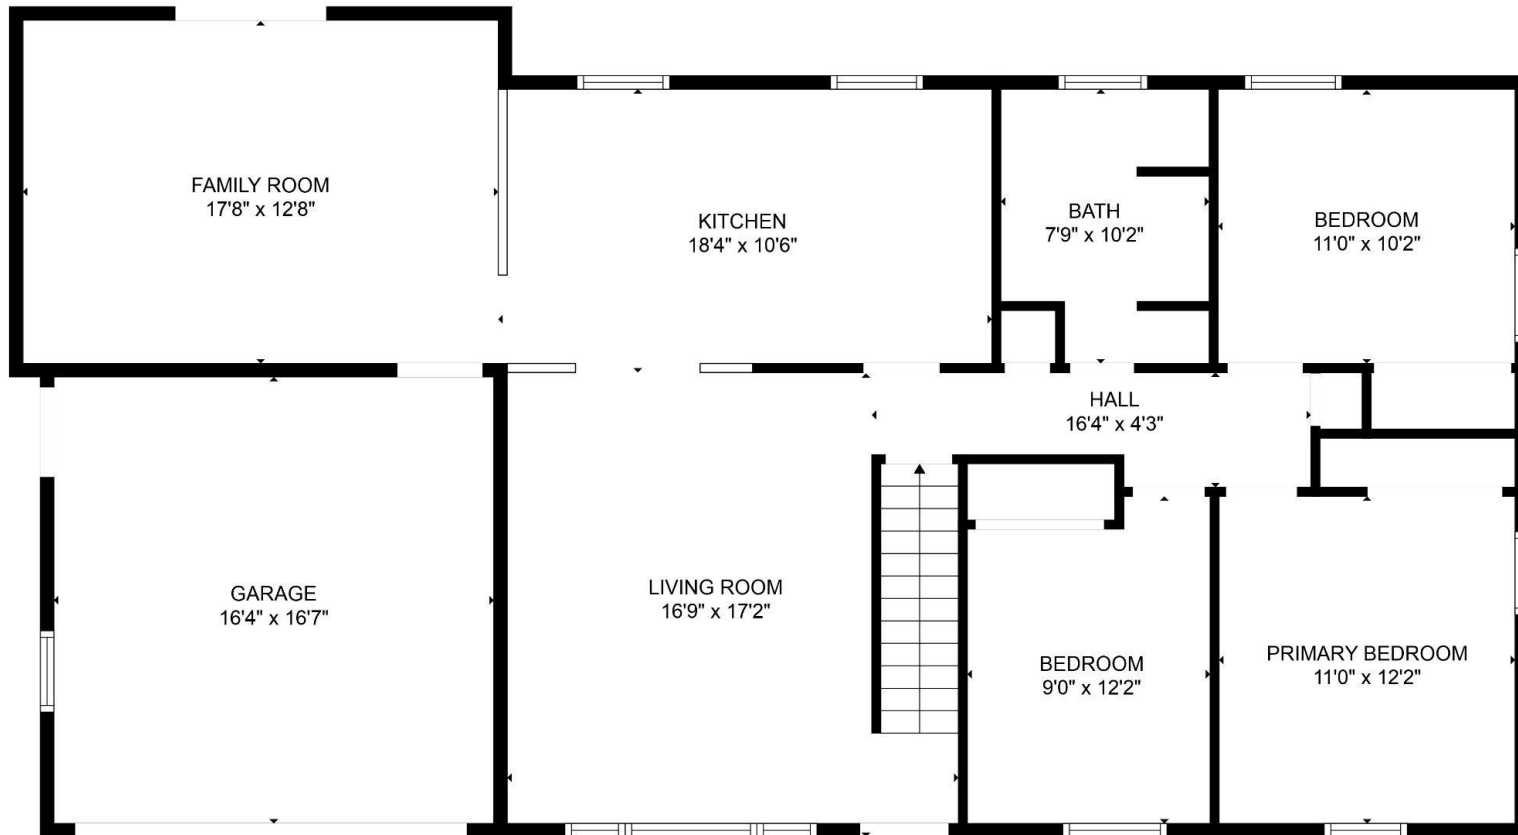 FAMILY ROOM
17'8" x 12'8"
KITCHEN
18'4" x 10'6"
BATH
7'9" x 10'2"
BEDROOM
11'0" x 10'2"
HALL
16'4" x 4'3"
GARAGE
16'4" x 16'7"
LIVING ROOM
16'9" x 17'2"
BEDROOM
9'0" x 12'2"
PRIMARY BEDROOM
11'0" x 12'2"